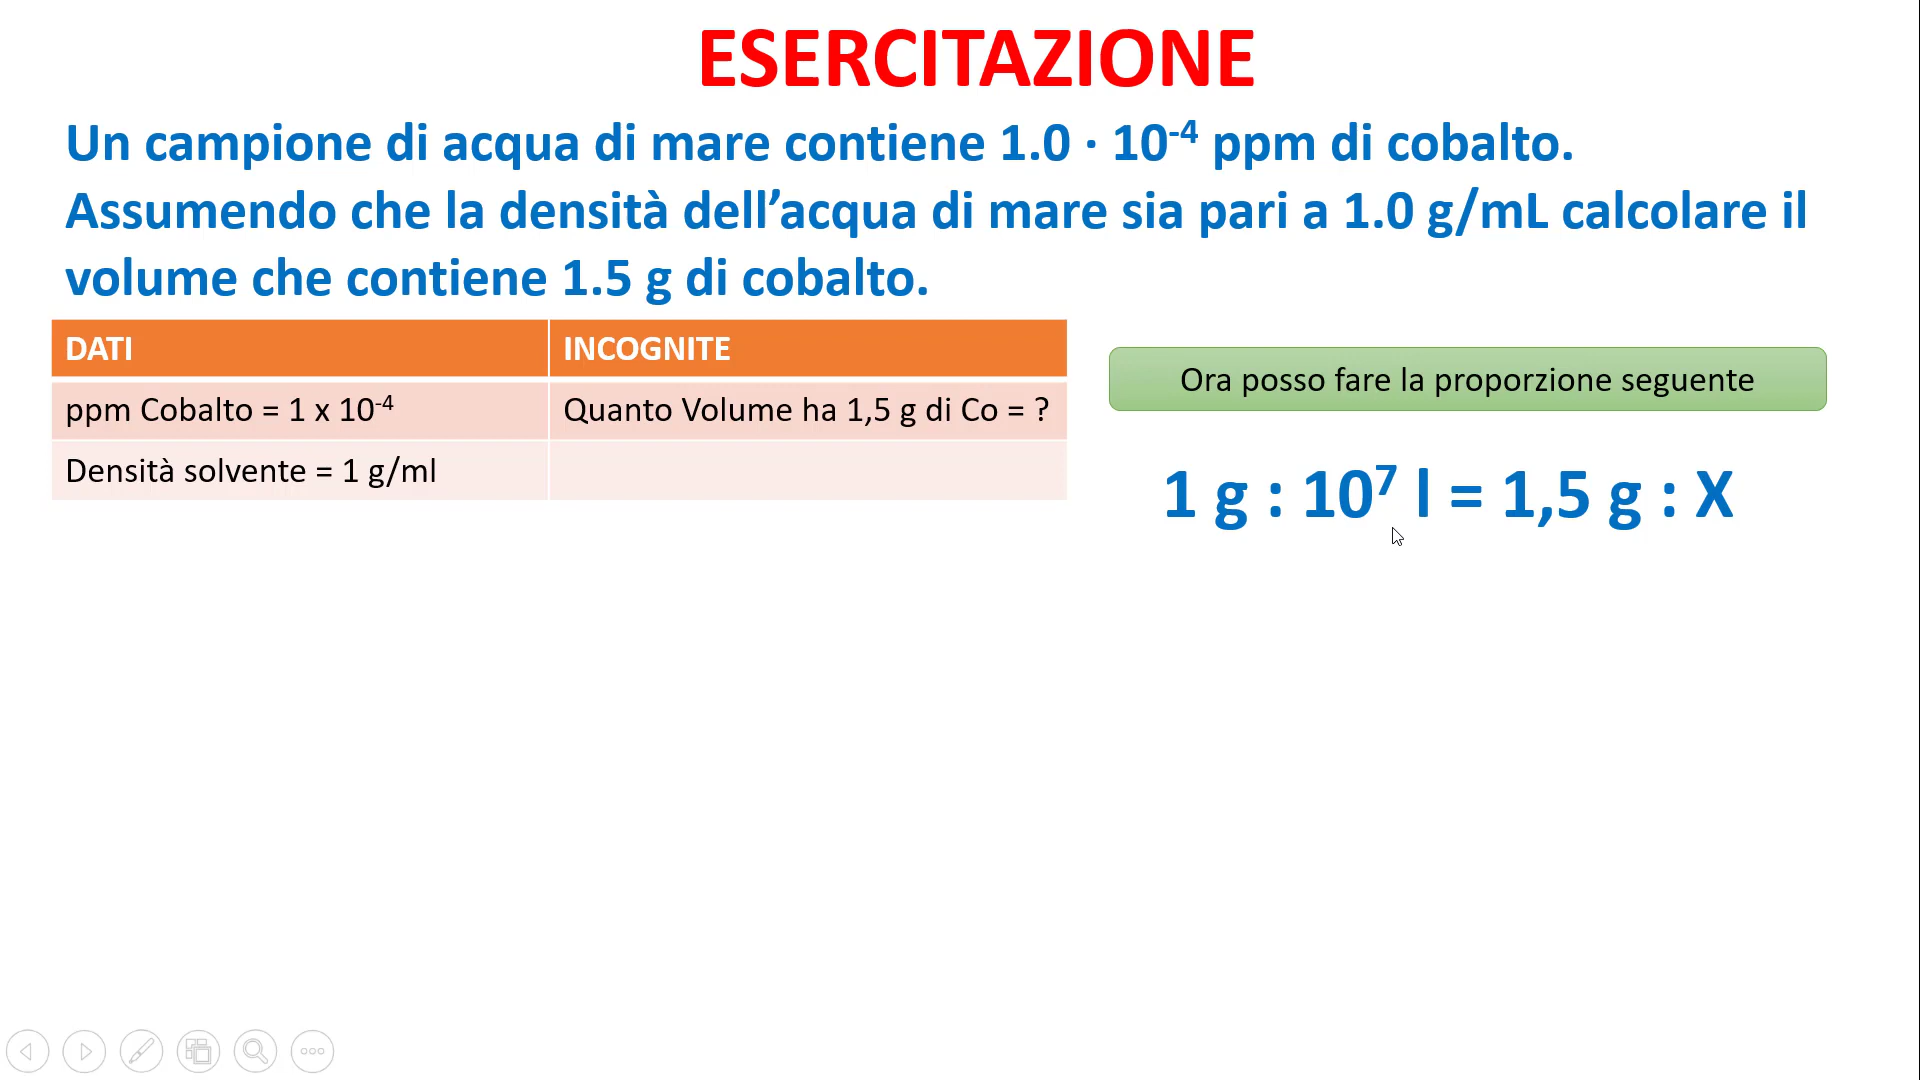 ESERCITAZIONE
Un campione di acqua di mare contiene 1.0 · 10⁻⁴ ppm di cobalto.
Assumendo che la densità dell’acqua di mare sia pari a 1.0 g/mL calcolare il
volume che contiene 1.5 g di cobalto.
DATI
INCOGNITE
ppm Cobalto = 1 x 10⁻⁴
Quanto Volume ha 1,5 g di Co = ?
Densità solvente = 1 g/ml
Ora posso fare la proporzione seguente
1 g : 10⁷ l = 1,5 g : X